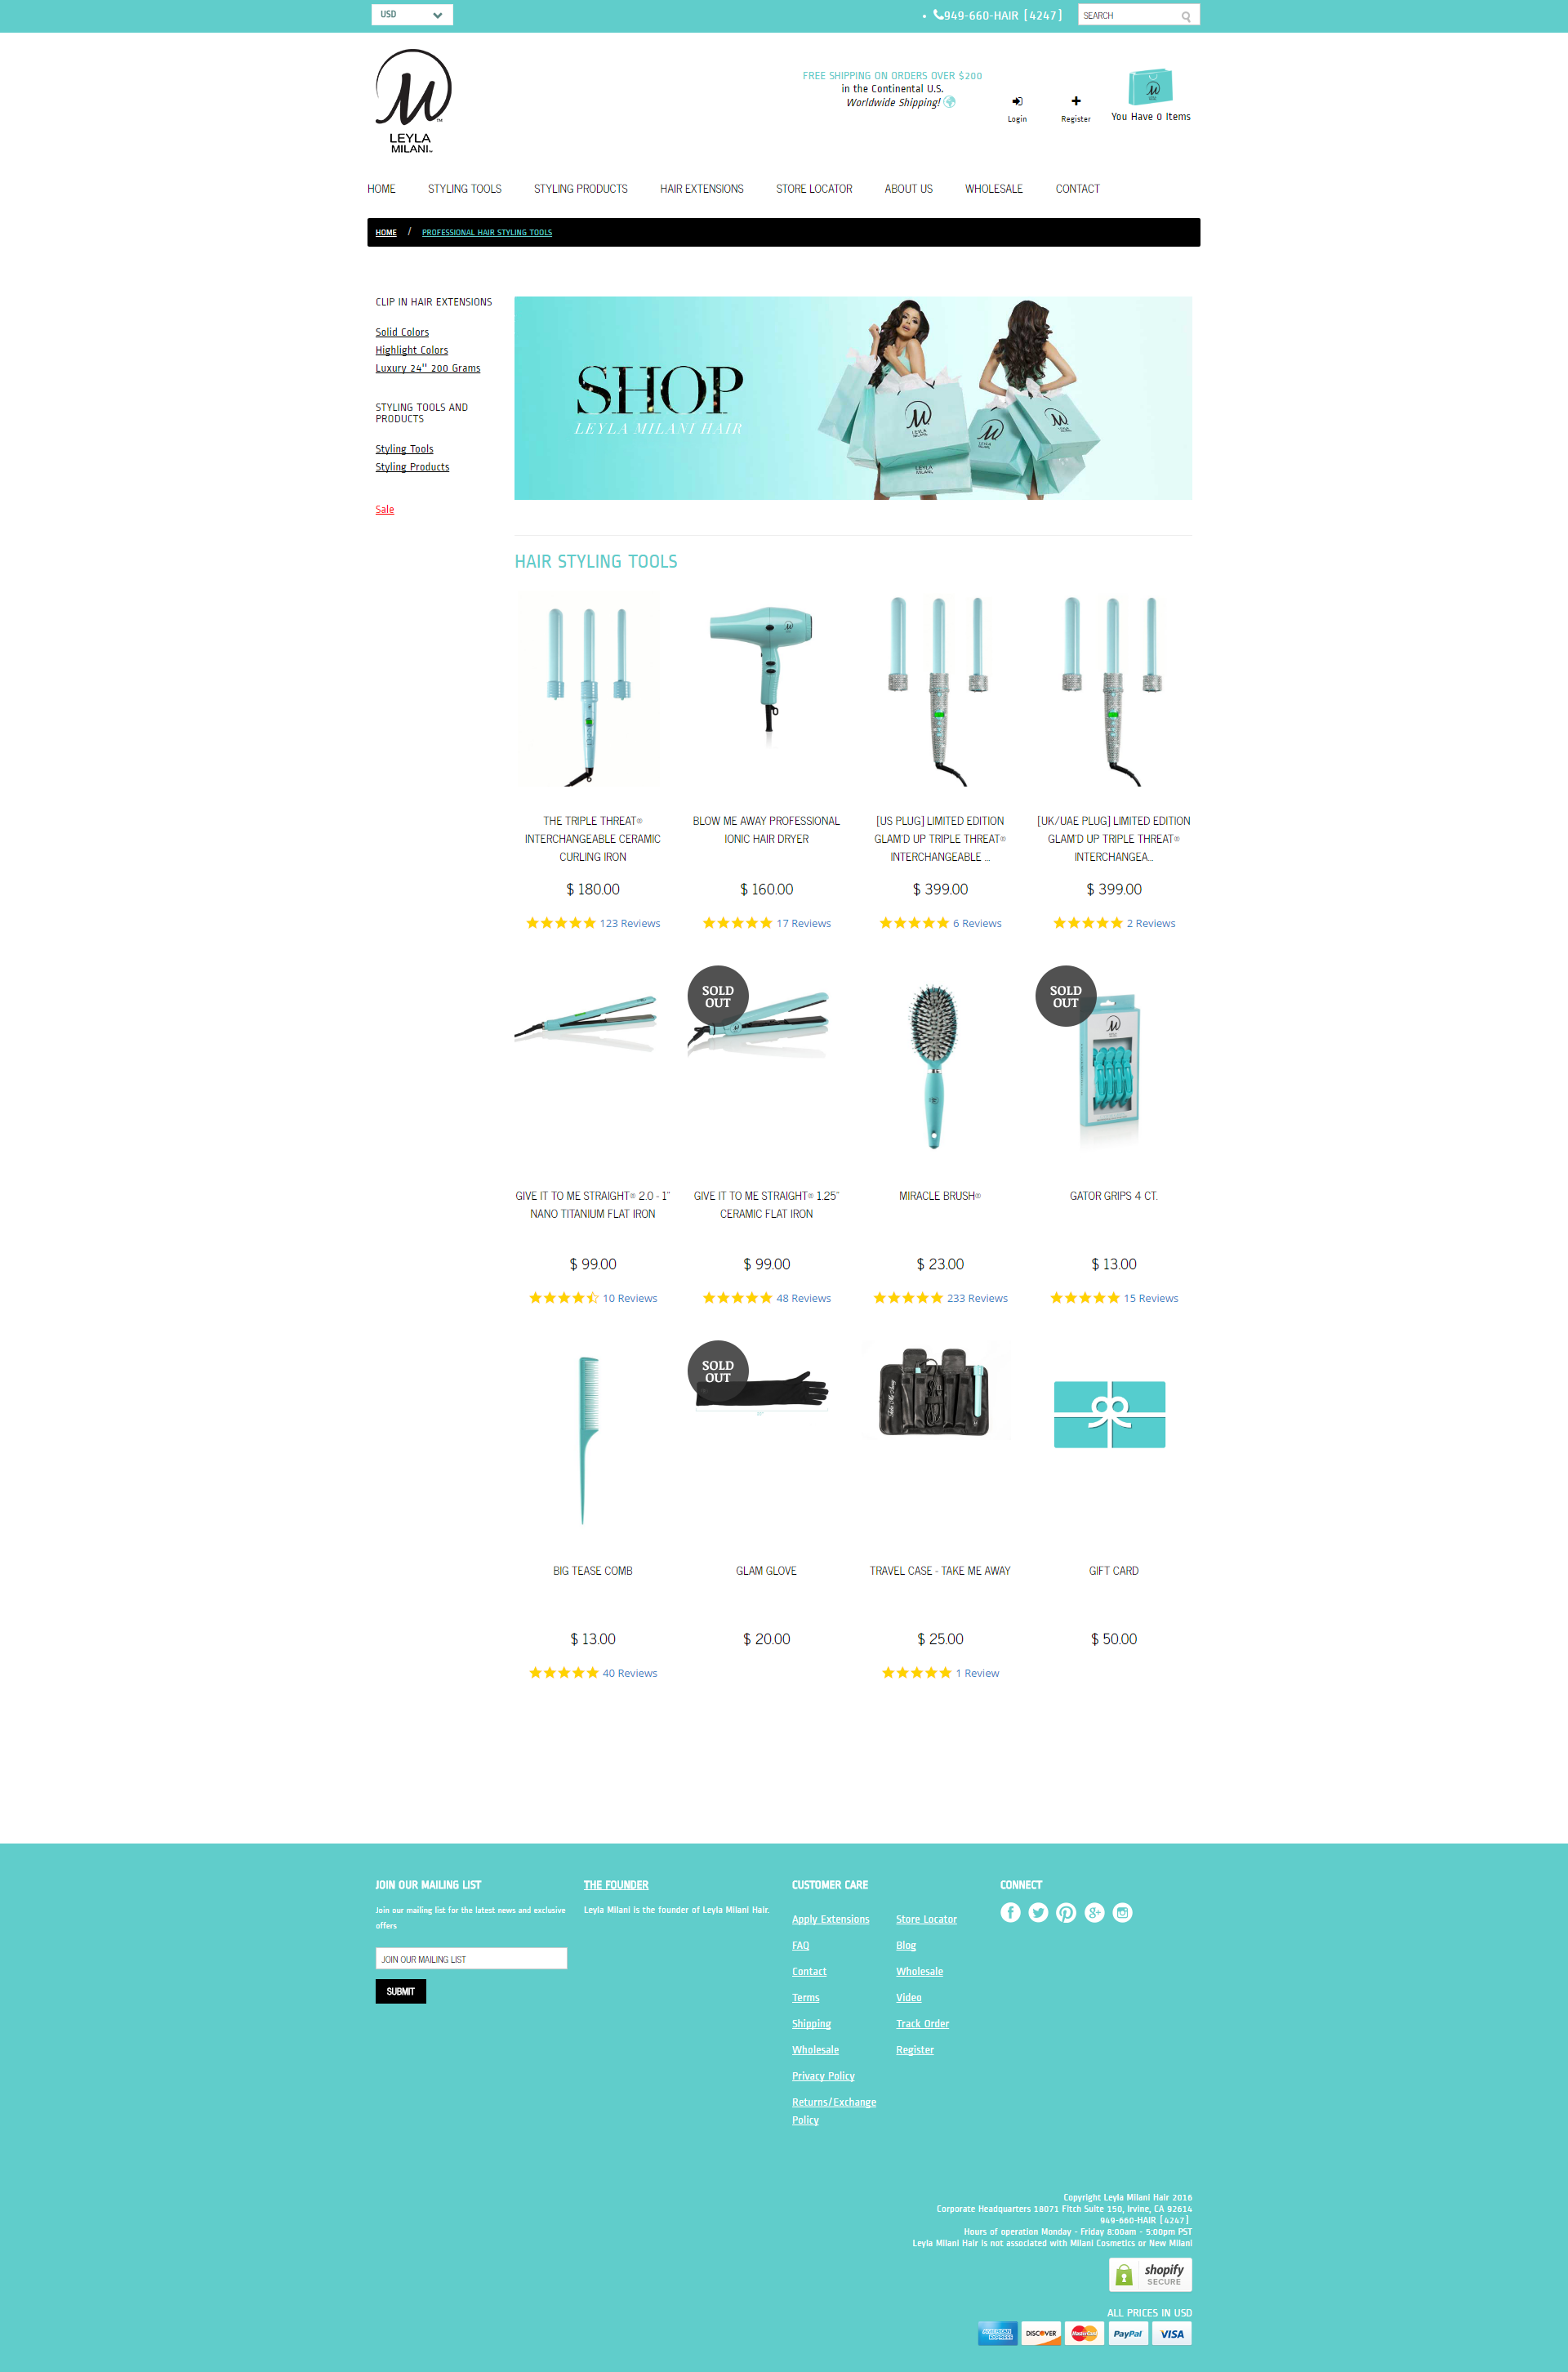 USD
949-660-HAIR [4247]
SEARCH
LEYLA
MILANI
FREE SHIPPING ON ORDERS OVER $200
in the Continental U.S.
Worldwide Shipping!
Login
Register
You Have 0 Items
HOME STYLING TOOLS STYLING PRODUCTS HAIR EXTENSIONS STORE LOCATOR ABOUT US WHOLESALE CONTACT
HOME / PROFESSIONAL HAIR STYLING TOOLS
CLIP IN HAIR EXTENSIONS
Solid Colors
Highlight Colors
Luxury 24" 200 Grams
STYLING TOOLS AND
PRODUCTS
Styling Tools
Styling Products
Sale
SHOP
LEYLA MILANI HAIR
LEYLA
MILANI
LEYLA
MILANI
LEYLA
MILANI
HAIR STYLING TOOLS
THE TRIPLE THREAT®
INTERCHANGEABLE CERAMIC
CURLING IRON
$ 180.00
123 Reviews
BLOW ME AWAY PROFESSIONAL
IONIC HAIR DRYER
$ 160.00
17 Reviews
[US PLUG] LIMITED EDITION
GLAM'D UP TRIPLE THREAT®
INTERCHANGEABLE ...
$ 399.00
6 Reviews
[UK/UAE PLUG] LIMITED EDITION
GLAM'D UP TRIPLE THREAT®
INTERCHANGEA...
$ 399.00
2 Reviews
GIVE IT TO ME STRAIGHT® 2.0 - 1"
NANO TITANIUM FLAT IRON
$ 99.00
10 Reviews
SOLD
OUT
GIVE IT TO ME STRAIGHT® 1.25"
CERAMIC FLAT IRON
$ 99.00
48 Reviews
MIRACLE BRUSH®
$ 23.00
233 Reviews
SOLD
OUT
GATOR GRIPS 4 CT.
$ 13.00
15 Reviews
BIG TEASE COMB
$ 13.00
40 Reviews
SOLD
OUT
GLAM GLOVE
$ 20.00
Take Me Away
TRAVEL CASE - TAKE ME AWAY
$ 25.00
1 Review
GIFT CARD
$ 50.00
JOIN OUR MAILING LIST
Join our mailing list for the latest news and exclusive
offers
JOIN OUR MAILING LIST
SUBMIT
THE FOUNDER
Leyla Milani is the founder of Leyla Milani Hair.
CUSTOMER CARE
Apply Extensions
FAQ
Contact
Terms
Shipping
Wholesale
Privacy Policy
Returns/Exchange
Policy
Store Locator
Blog
Wholesale
Video
Track Order
Register
CONNECT
Copyright Leyla Milani Hair 2016
Corporate Headquarters 18071 Fitch Suite 150, Irvine, CA 92614
949-660-HAIR [4247]
Hours of operation Monday - Friday 8:00am - 5:00pm PST
Leyla Milani Hair is not associated with Milani Cosmetics or New Milani
shopify
SECURE
ALL PRICES IN USD
AMERICAN EXPRESS
DISCOVER
MasterCard
PayPal
VISA